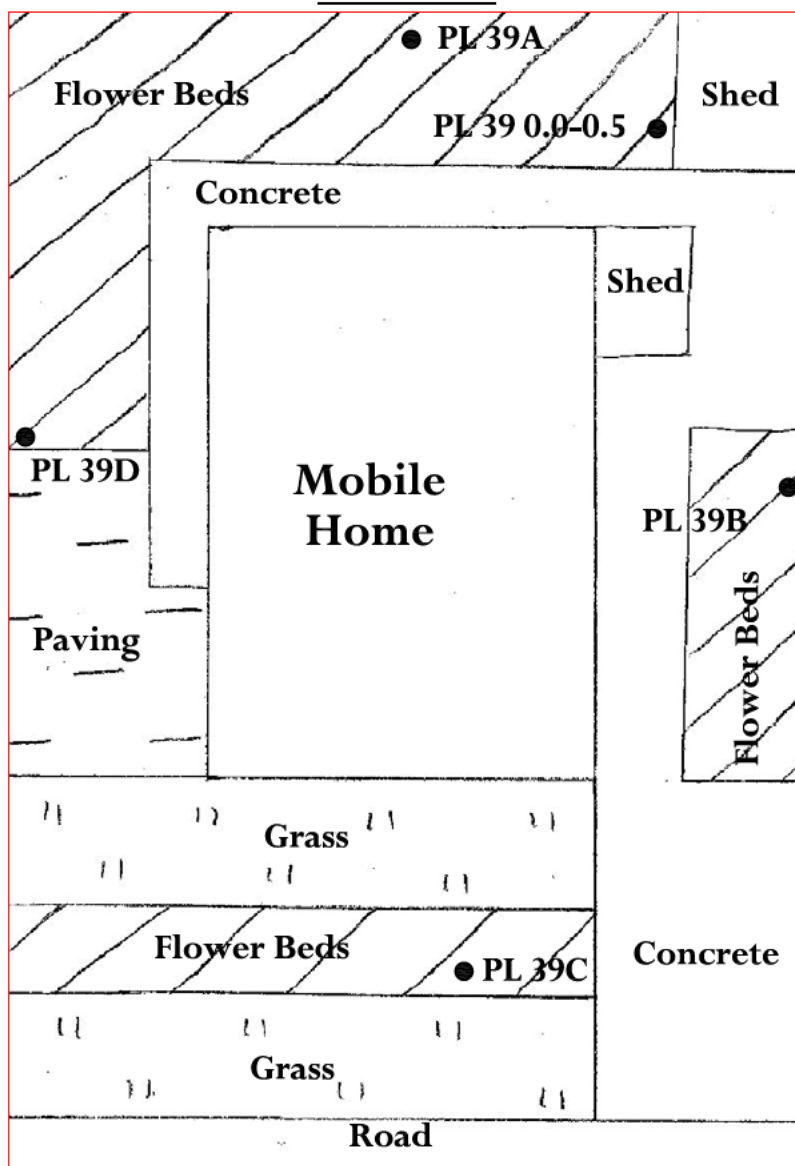 PL 39A
Flower Beds
Shed
PL 39 0.0-0.5
Concrete
Shed
PL 39D
Mobile
Home
PL 39B
Flower Beds
Paving
Grass
Flower Beds
PL 39C
Concrete
Grass
Road